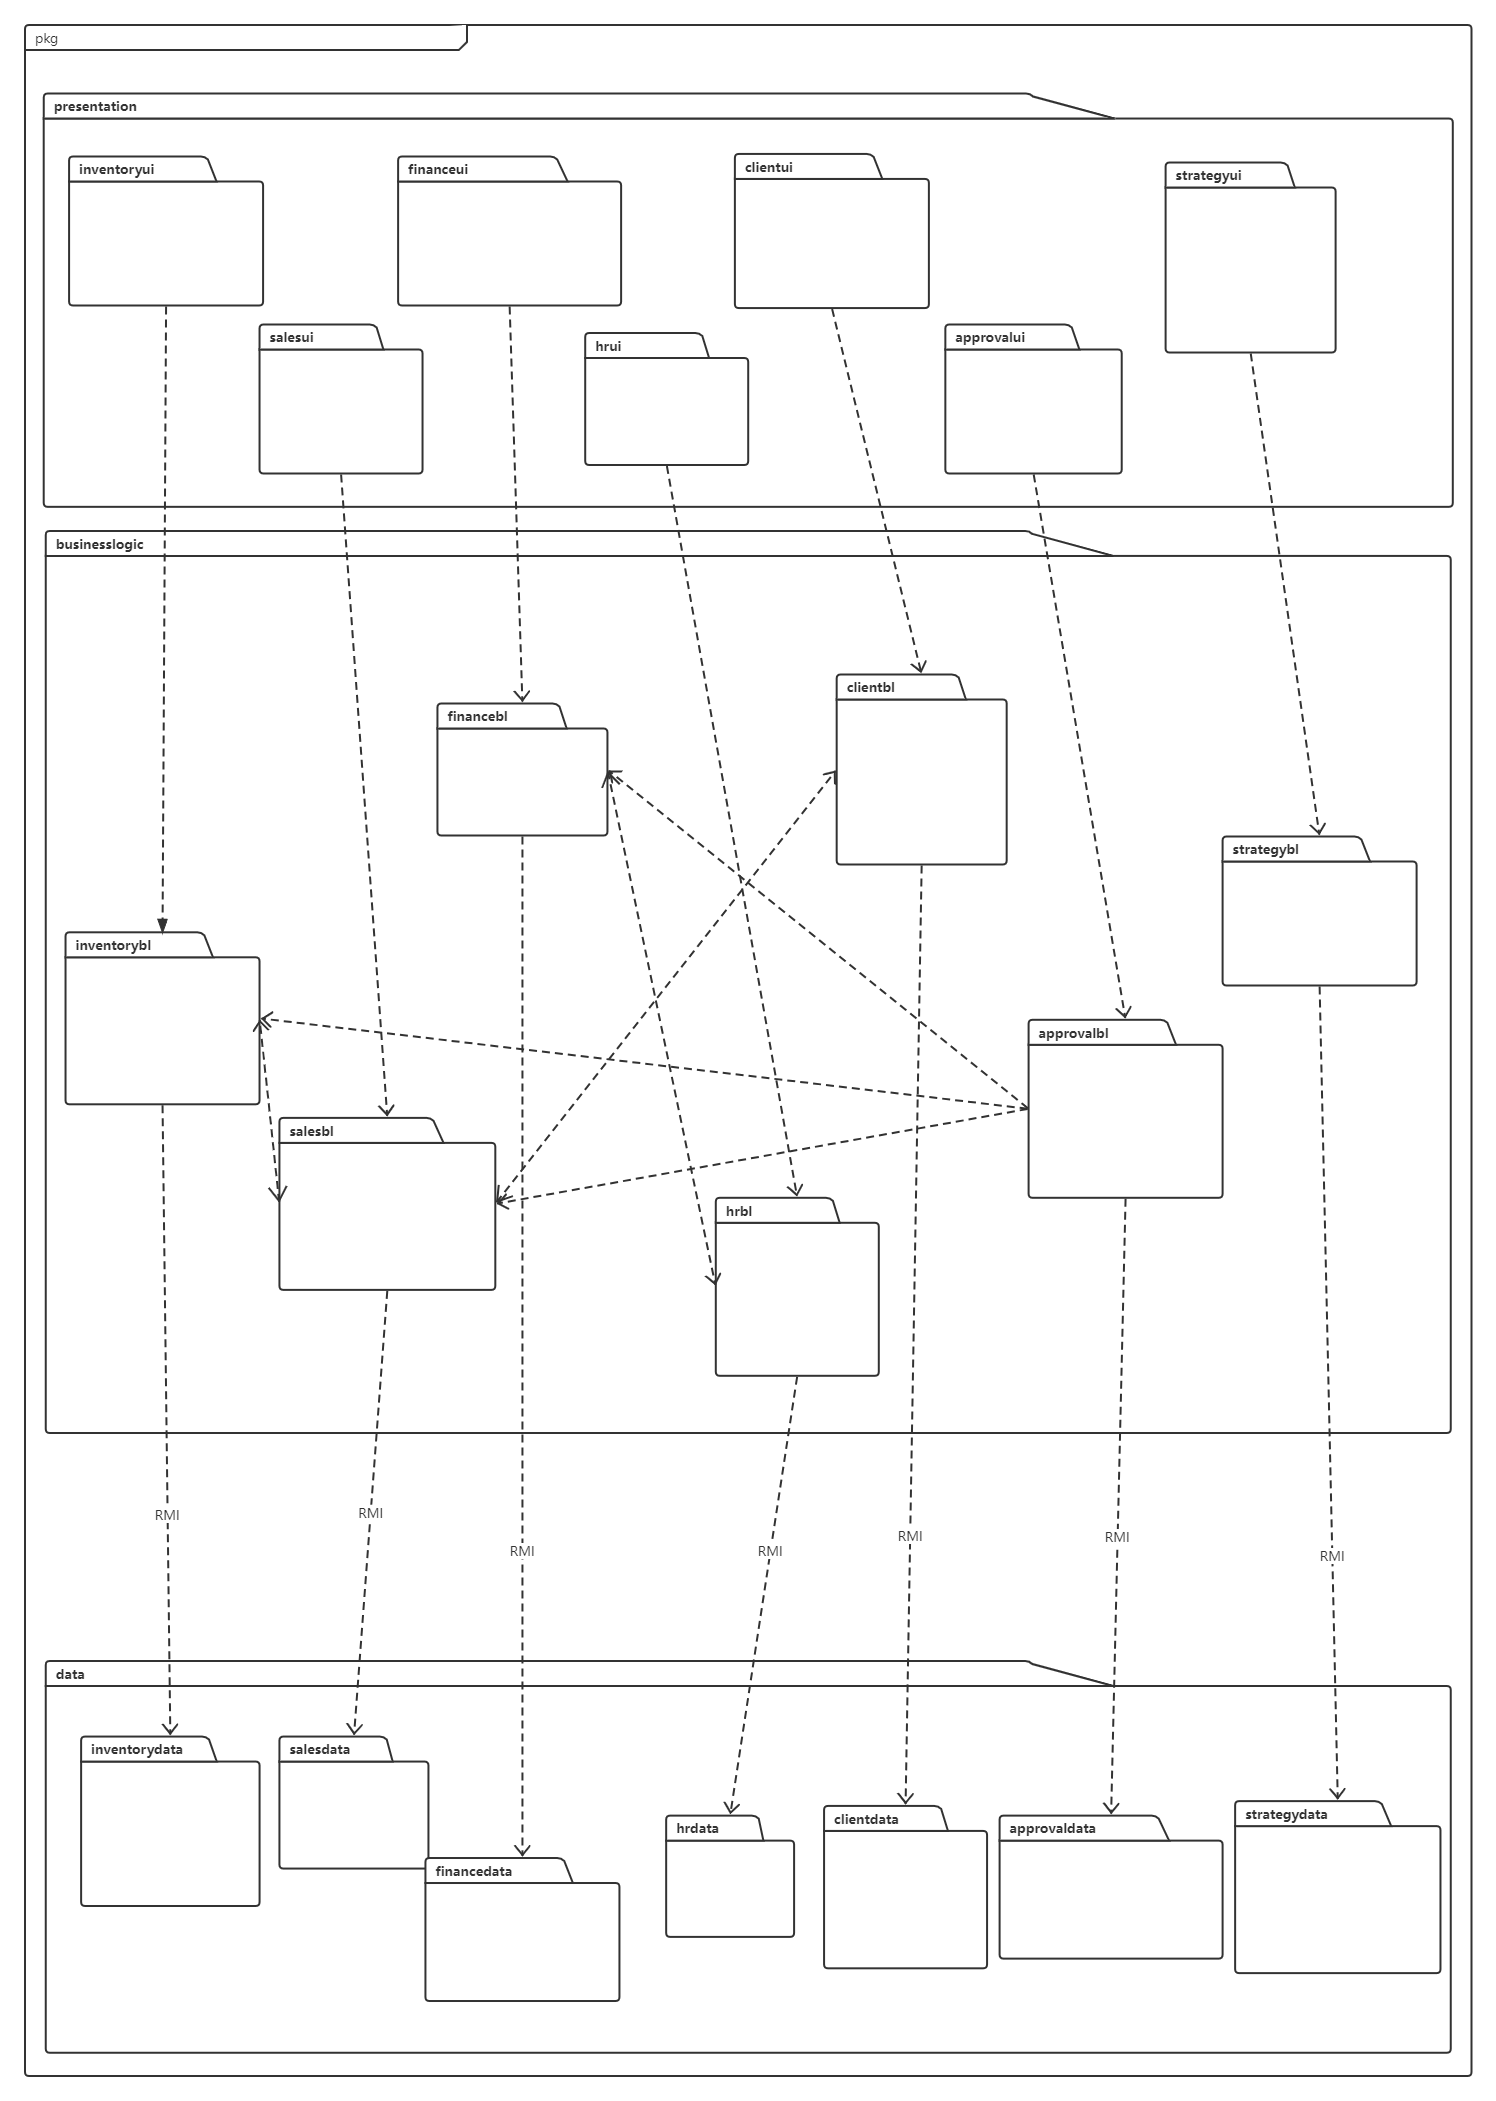 pkg
presentation
inventoryui
financeui
clientui
strategyui
salesui
hrui
approvalui
businesslogic
clientbl
financebl
strategybl
inventorybl
approvalbl
salesbl
hrbl
RMI
RMI
RMI
RMI
RMI
RMI
RMI
data
inventorydata
salesdata
financedata
hrdata
clientdata
approvaldata
strategydata